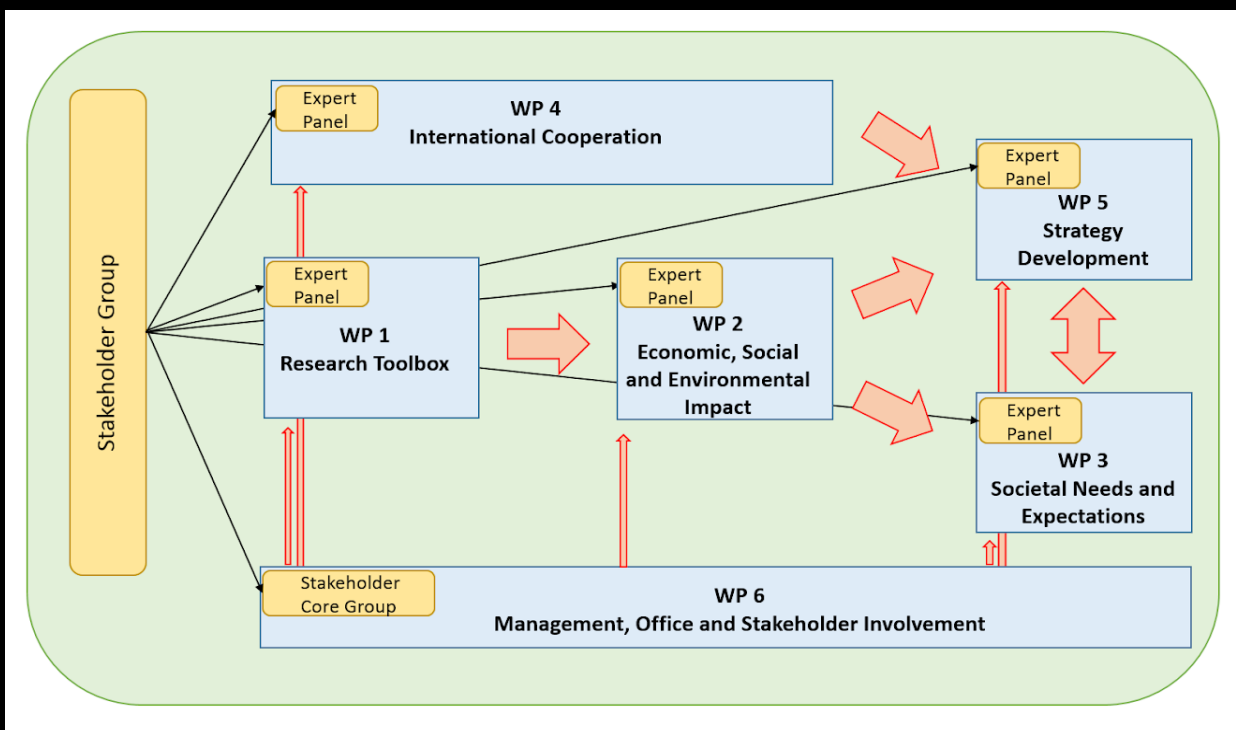 Stakeholder Group
Expert
Panel
WP 4
International Cooperation
Expert
Panel
WP 5
Strategy
Development
Expert
Panel
WP 1
Research Toolbox
Expert
Panel
WP 2
Economic, Social
and Environmental
Impact
Expert
Panel
WP 3
Societal Needs and
Expectations
Stakeholder
Core Group
WP 6
Management, Office and Stakeholder Involvement